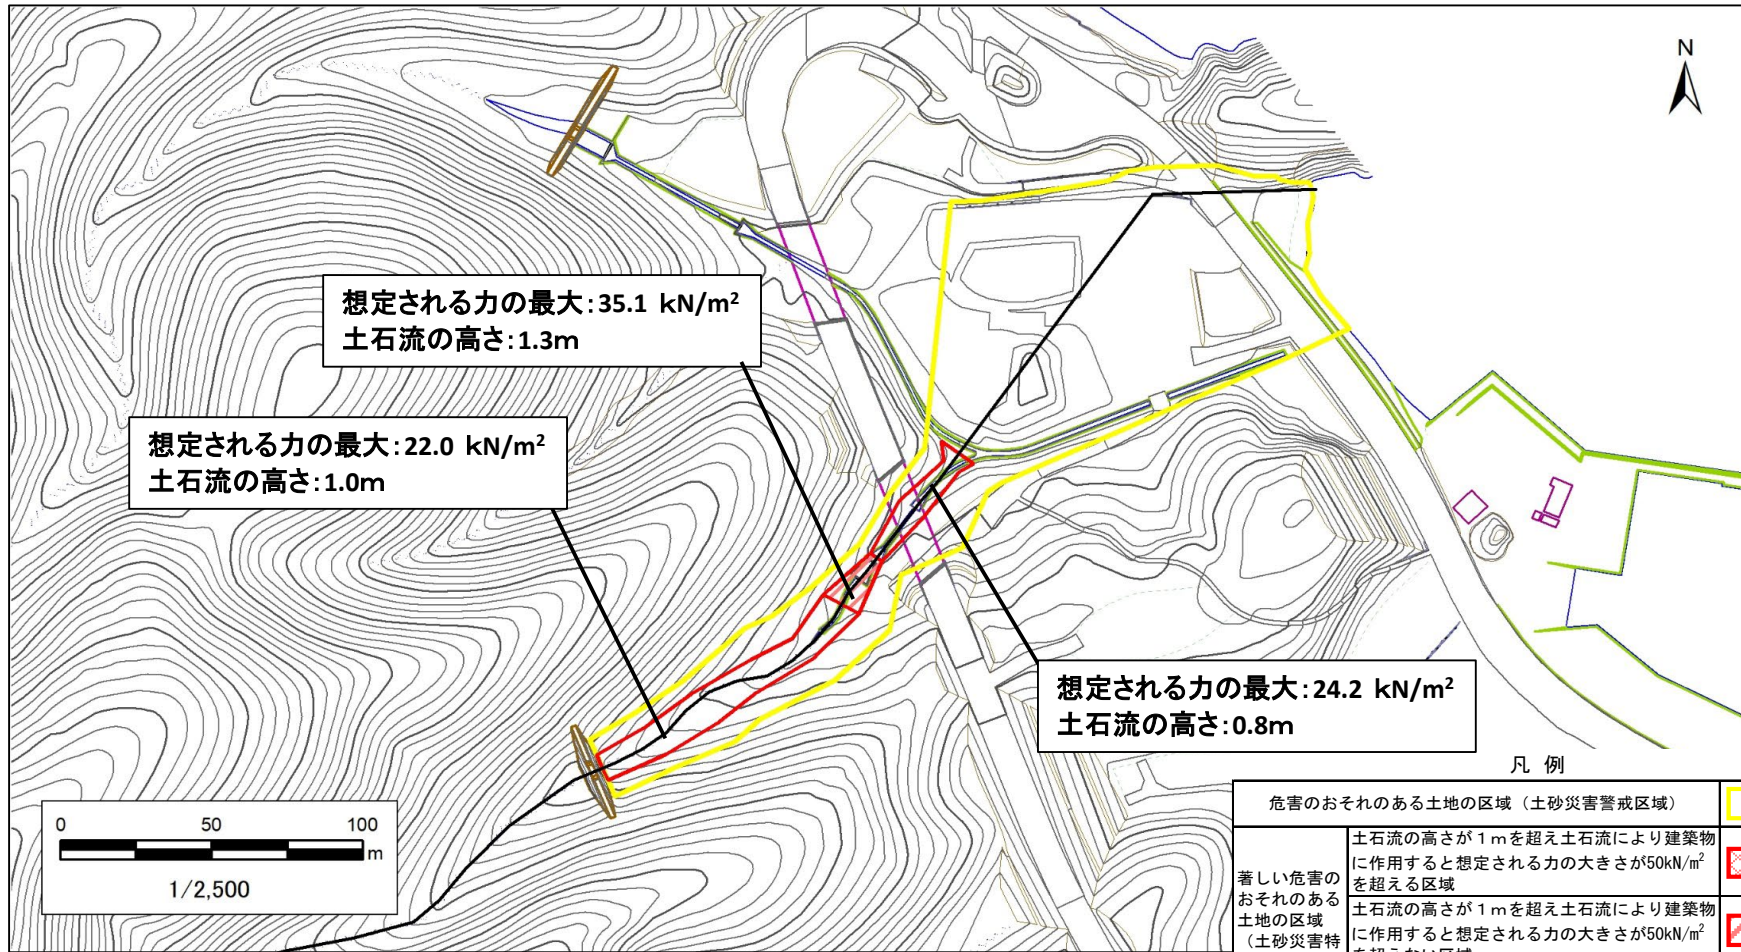 N
想定される力の最大：35.1 kN/m²
土石流の高さ：1.3m
想定される力の最大：22.0 kN/m²
土石流の高さ：1.0m
想定される力の最大：24.2 kN/m²
土石流の高さ：0.8m
0 50 100
m
1/2,500
凡 例
危害のおそれのある土地の区域（土砂災害警戒区域）
著しい危害の
おそれのある
土地の区域
（土砂災害特
土石流の高さが１ｍを超え土石流により建築物
に作用すると想定される力の大きさが50kN/㎡
を超える区域
土石流の高さが１ｍを超え土石流により建築物
に作用すると想定される力の大きさが50kN/㎡